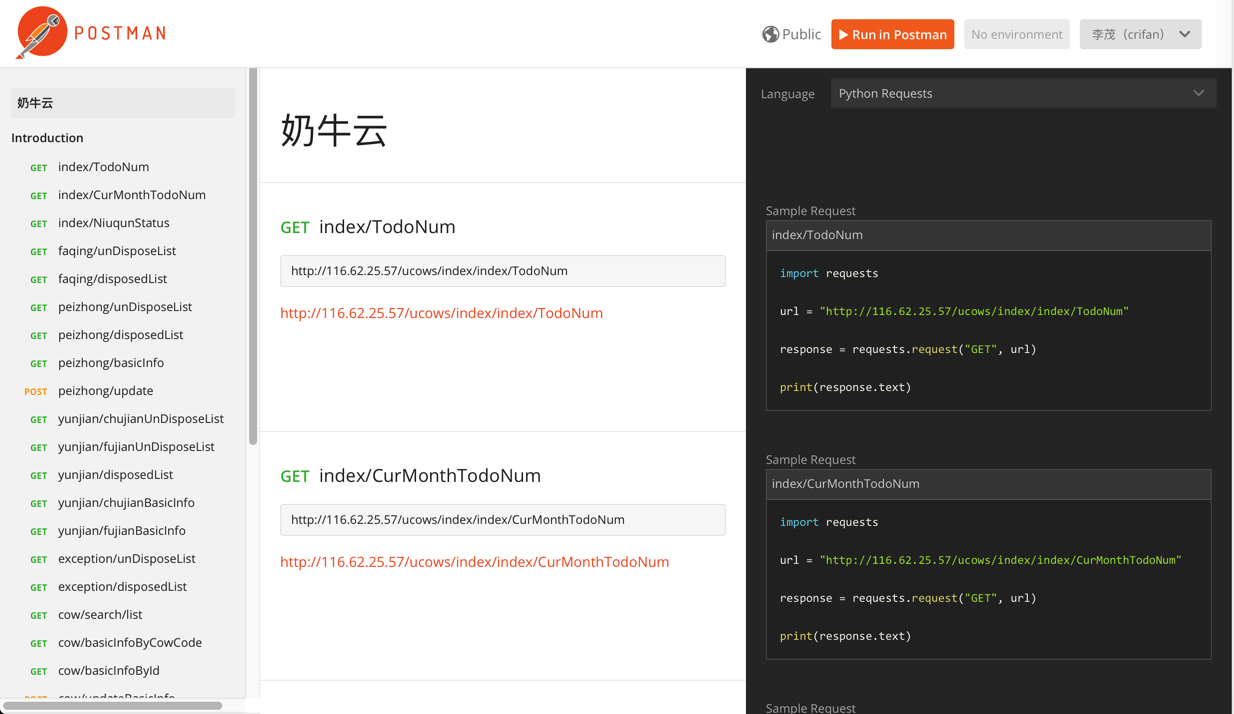 POSTMAN
Public
Run in Postman
No environment
李茂（crifan）
奶牛云
Introduction
GET index/TodoNum
GET index/CurMonthTodoNum
GET index/NiuqunStatus
GET faqing/unDisposeList
GET faqing/disposedList
GET peizhong/unDisposeList
GET peizhong/disposedList
GET peizhong/basicInfo
POST peizhong/update
GET yunjian/chujianUnDisposeList
GET yunjian/fujianUnDisposeList
GET yunjian/disposedList
GET yunjian/chujianBasicInfo
GET yunjian/fujianBasicInfo
GET exception/unDisposeList
GET exception/disposedList
GET cow/search/list
GET cow/basicInfoByCowCode
GET cow/basicInfoById
POST cow/updateBasicInfo
奶牛云
GET index/TodoNum
http://116.62.25.57/ucows/index/index/TodoNum
http://116.62.25.57/ucows/index/index/TodoNum
GET index/CurMonthTodoNum
http://116.62.25.57/ucows/index/index/CurMonthTodoNum
http://116.62.25.57/ucows/index/index/CurMonthTodoNum
Language Python Requests
Sample Request
index/TodoNum
import requests
url = "http://116.62.25.57/ucows/index/index/TodoNum"
response = requests.request("GET", url)
print(response.text)
Sample Request
index/CurMonthTodoNum
import requests
url = "http://116.62.25.57/ucows/index/index/CurMonthTodoNum"
response = requests.request("GET", url)
print(response.text)
Sample Request